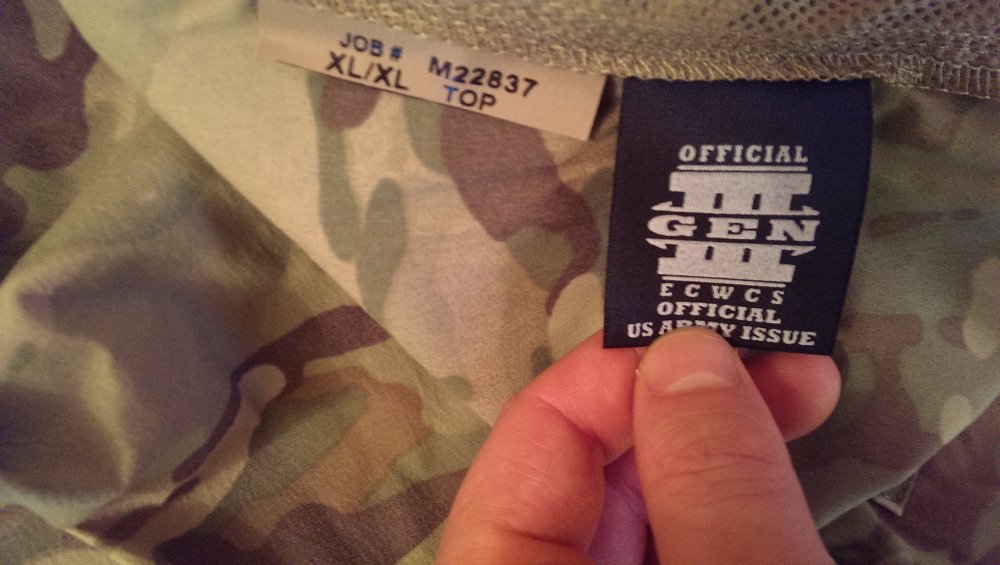 JOB # M22837
XL/XL TOP
OFFICIAL
III
GEN
III
ECWCS
OFFICIAL
US ARMY ISSUE